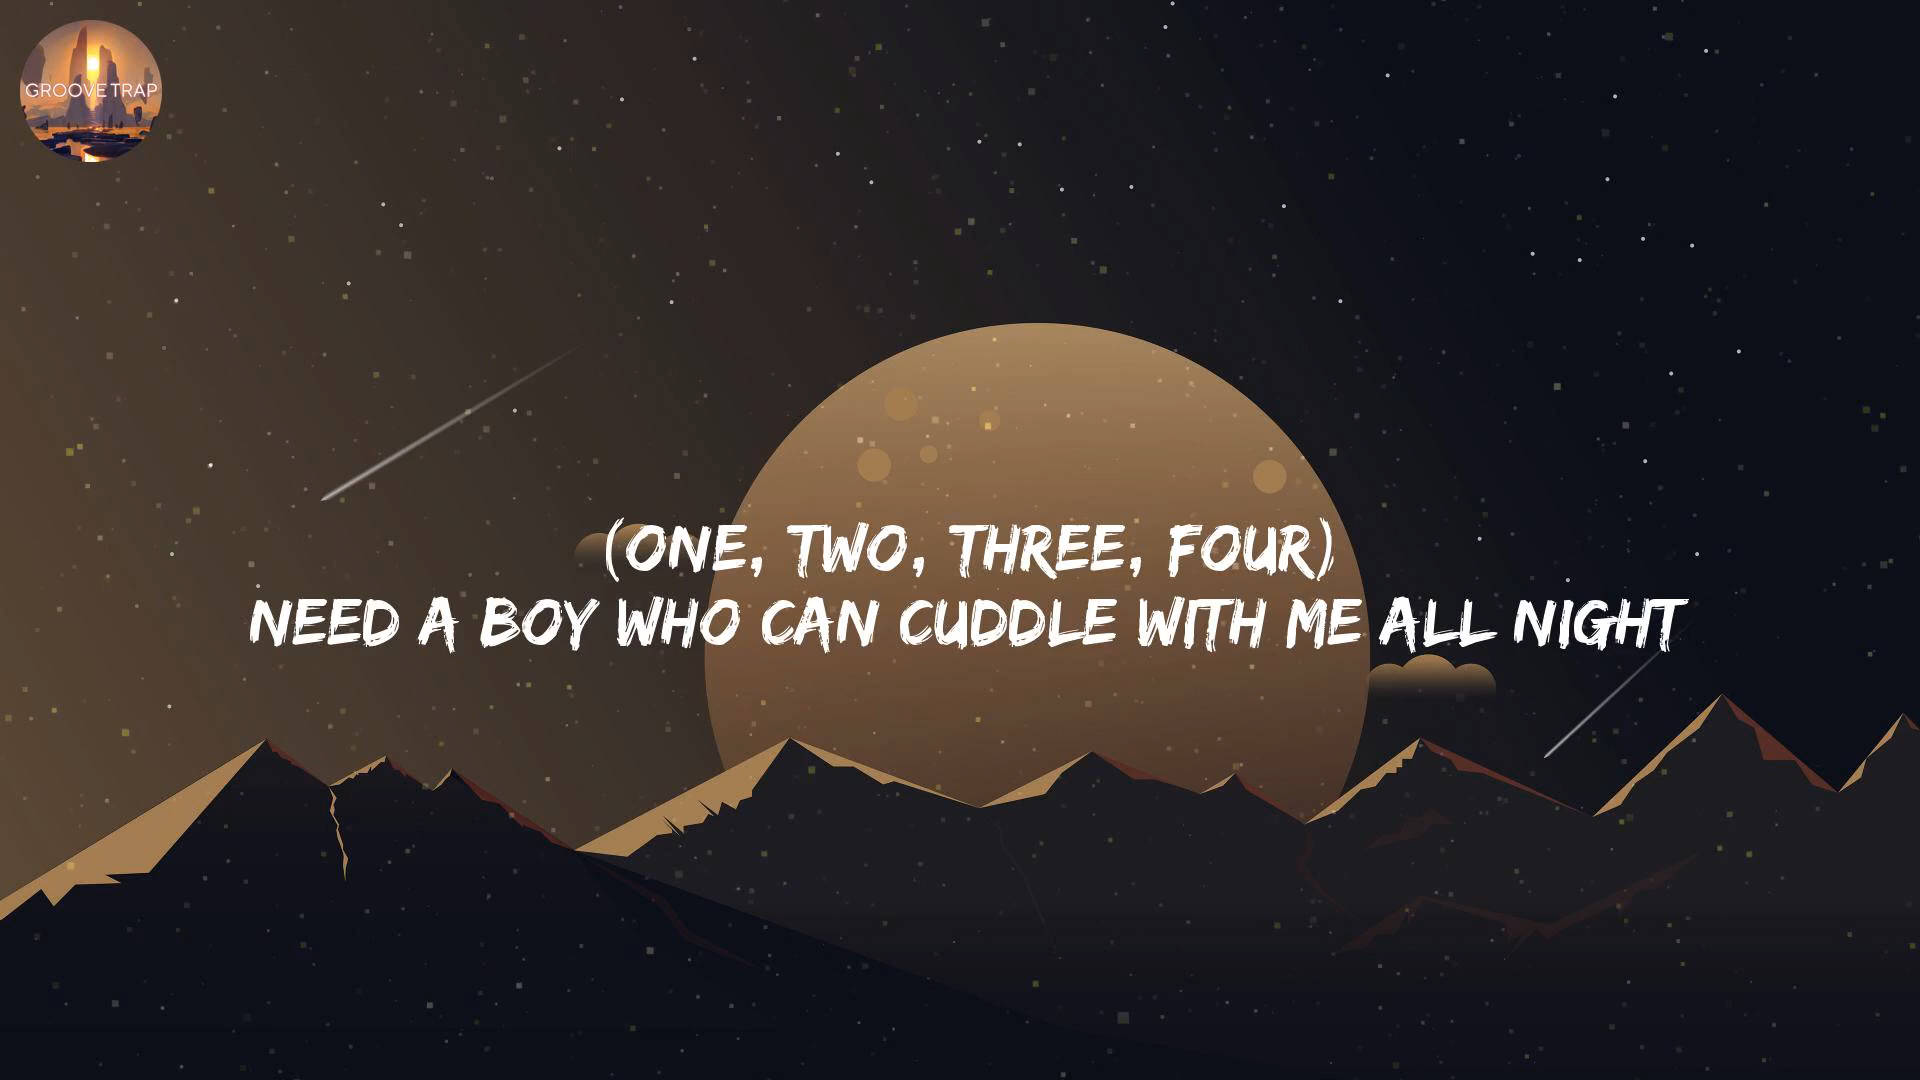 GROOVE TRAP
(ONE, TWO, THREE, FOUR)
NEED A BOY WHO CAN CUDDLE WITH ME ALL NIGHT